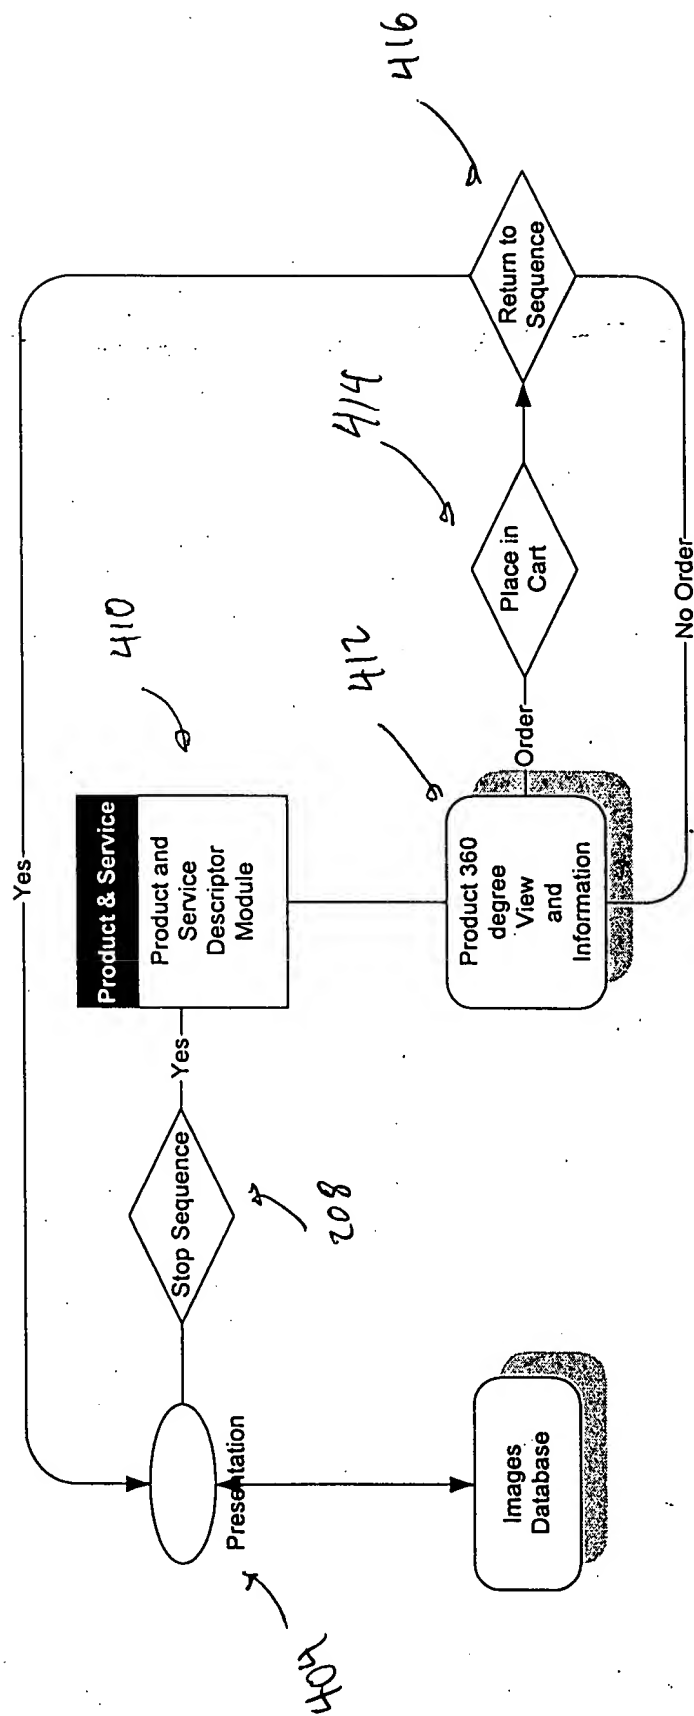 Yes
Presentation
404
Stop Sequence
208
Yes
Product & Service
Product and
Service
Descriptor
Module
410
Images
Database
Product 360
degree
View
and
Information
412
Order
Place in
Cart
414
Return to
Sequence
416
No Order